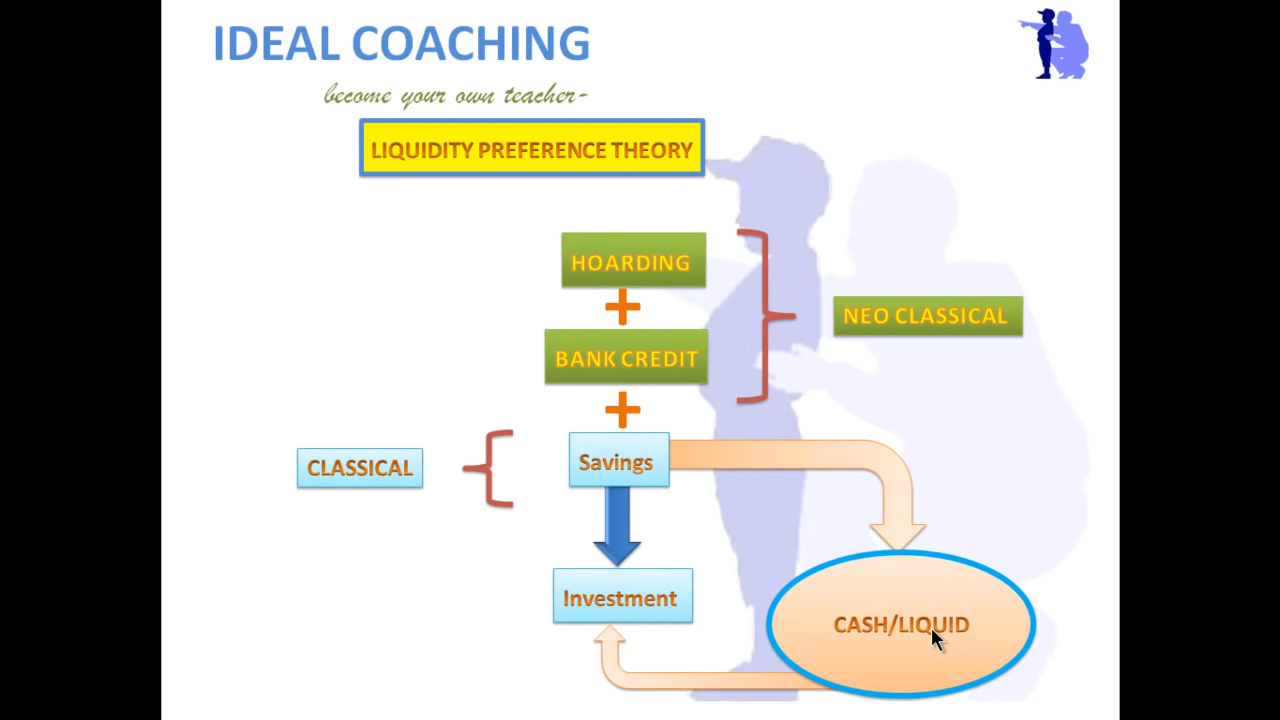 IDEAL COACHING
become your own teacher-
LIQUIDITY PREFERENCE THEORY
HOARDING
+
NEO CLASSICAL
BANK CREDIT
+
CLASSICAL
Savings
Investment
CASH/LIQUID